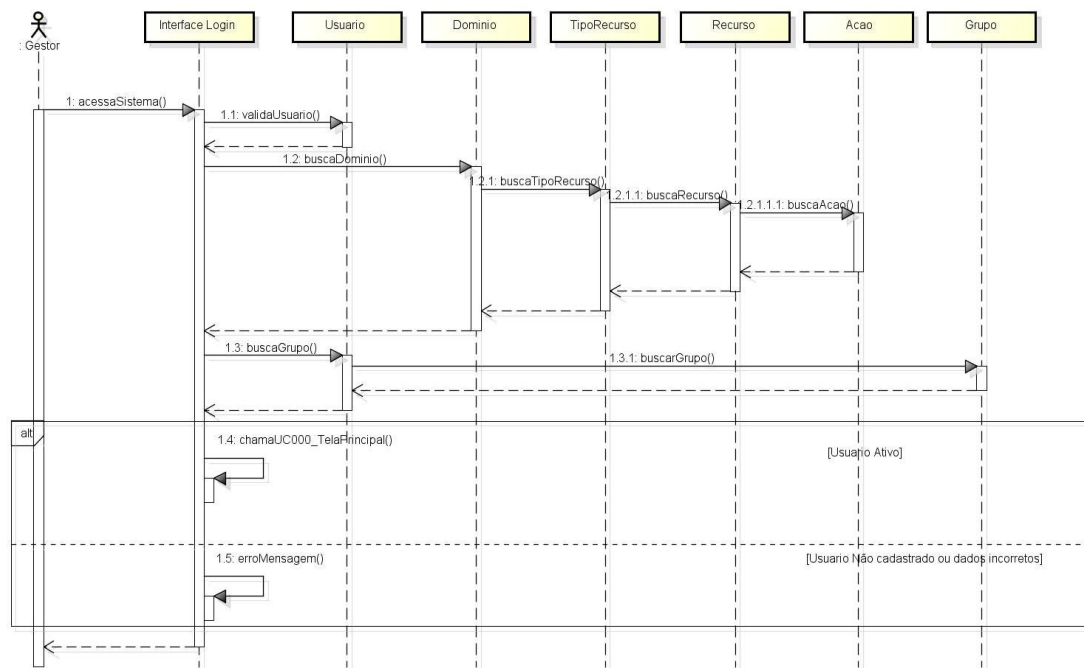 : Gestor
Interface Login
Usuario
Dominio
TipoRecurso
Recurso
Acao
Grupo
1: acessaSistema()
1.1: validaUsuario()
1.2: buscaDominio()
1.2.1: buscaTipoRecurso()
1.2.1.1: buscaRecurso()
1.2.1.1.1: buscaAcao()
1.3: buscaGrupo()
1.3.1: buscarGrupo()
alt
1.4: chamaUC000_TelaPrincipal()
[Usuario Ativo]
1.5: erroMensagem()
[Usuario Não cadastrado ou dados incorretos]